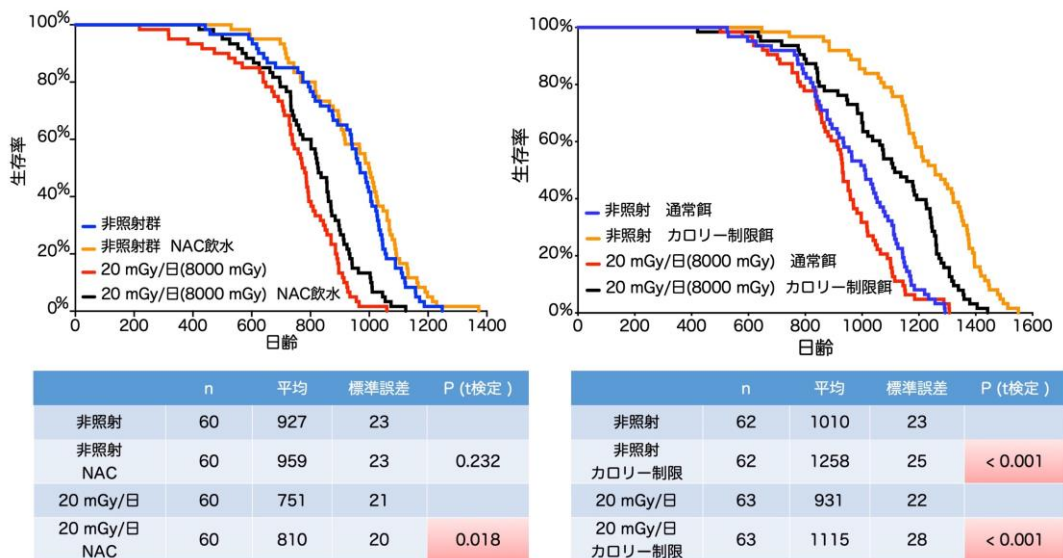 100%
80%
60%
40%
20%
0%
生存率
非照射群
非照射群 NAC飲水
20 mGy/日(8000 mGy)
20 mGy/日(8000 mGy) NAC飲水
0 200 400 600 800 1000 1200 1400
日齢
100%
80%
60%
40%
20%
0%
生存率
非照射 通常餌
非照射 カロリー制限餌
20 mGy/日(8000 mGy) 通常餌
20 mGy/日(8000 mGy) カロリー制限餌
0 200 400 600 800 1000 1200 1400 1600
日齢
n 平均 標準誤差 P (t検定 )
非照射 60 927 23
非照射
NAC 60 959 23 0.232
20 mGy/日 60 751 21
20 mGy/日
NAC 60 810 20 0.018
n 平均 標準誤差 P (t検定 )
非照射 62 1010 23
非照射
カロリー制限 62 1258 25 < 0.001
20 mGy/日 63 931 22
20 mGy/日
カロリー制限 63 1115 28 < 0.001